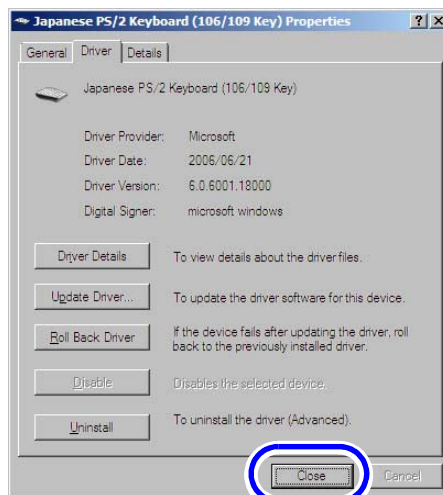 Japanese PS/2 Keyboard (106/109 Key) Properties
General Driver Details
Japanese PS/2 Keyboard (106/109 Key)
Driver Provider: Microsoft
Driver Date: 2006/06/21
Driver Version: 6.0.6001.18000
Digital Signer: microsoft windows
Driver Details To view details about the driver files.
Update Driver... To update the driver software for this device.
Roll Back Driver If the device fails after updating the driver, roll
back to the previously installed driver.
Disable Disables the selected device.
Uninstall To uninstall the driver (Advanced).
Close Cancel